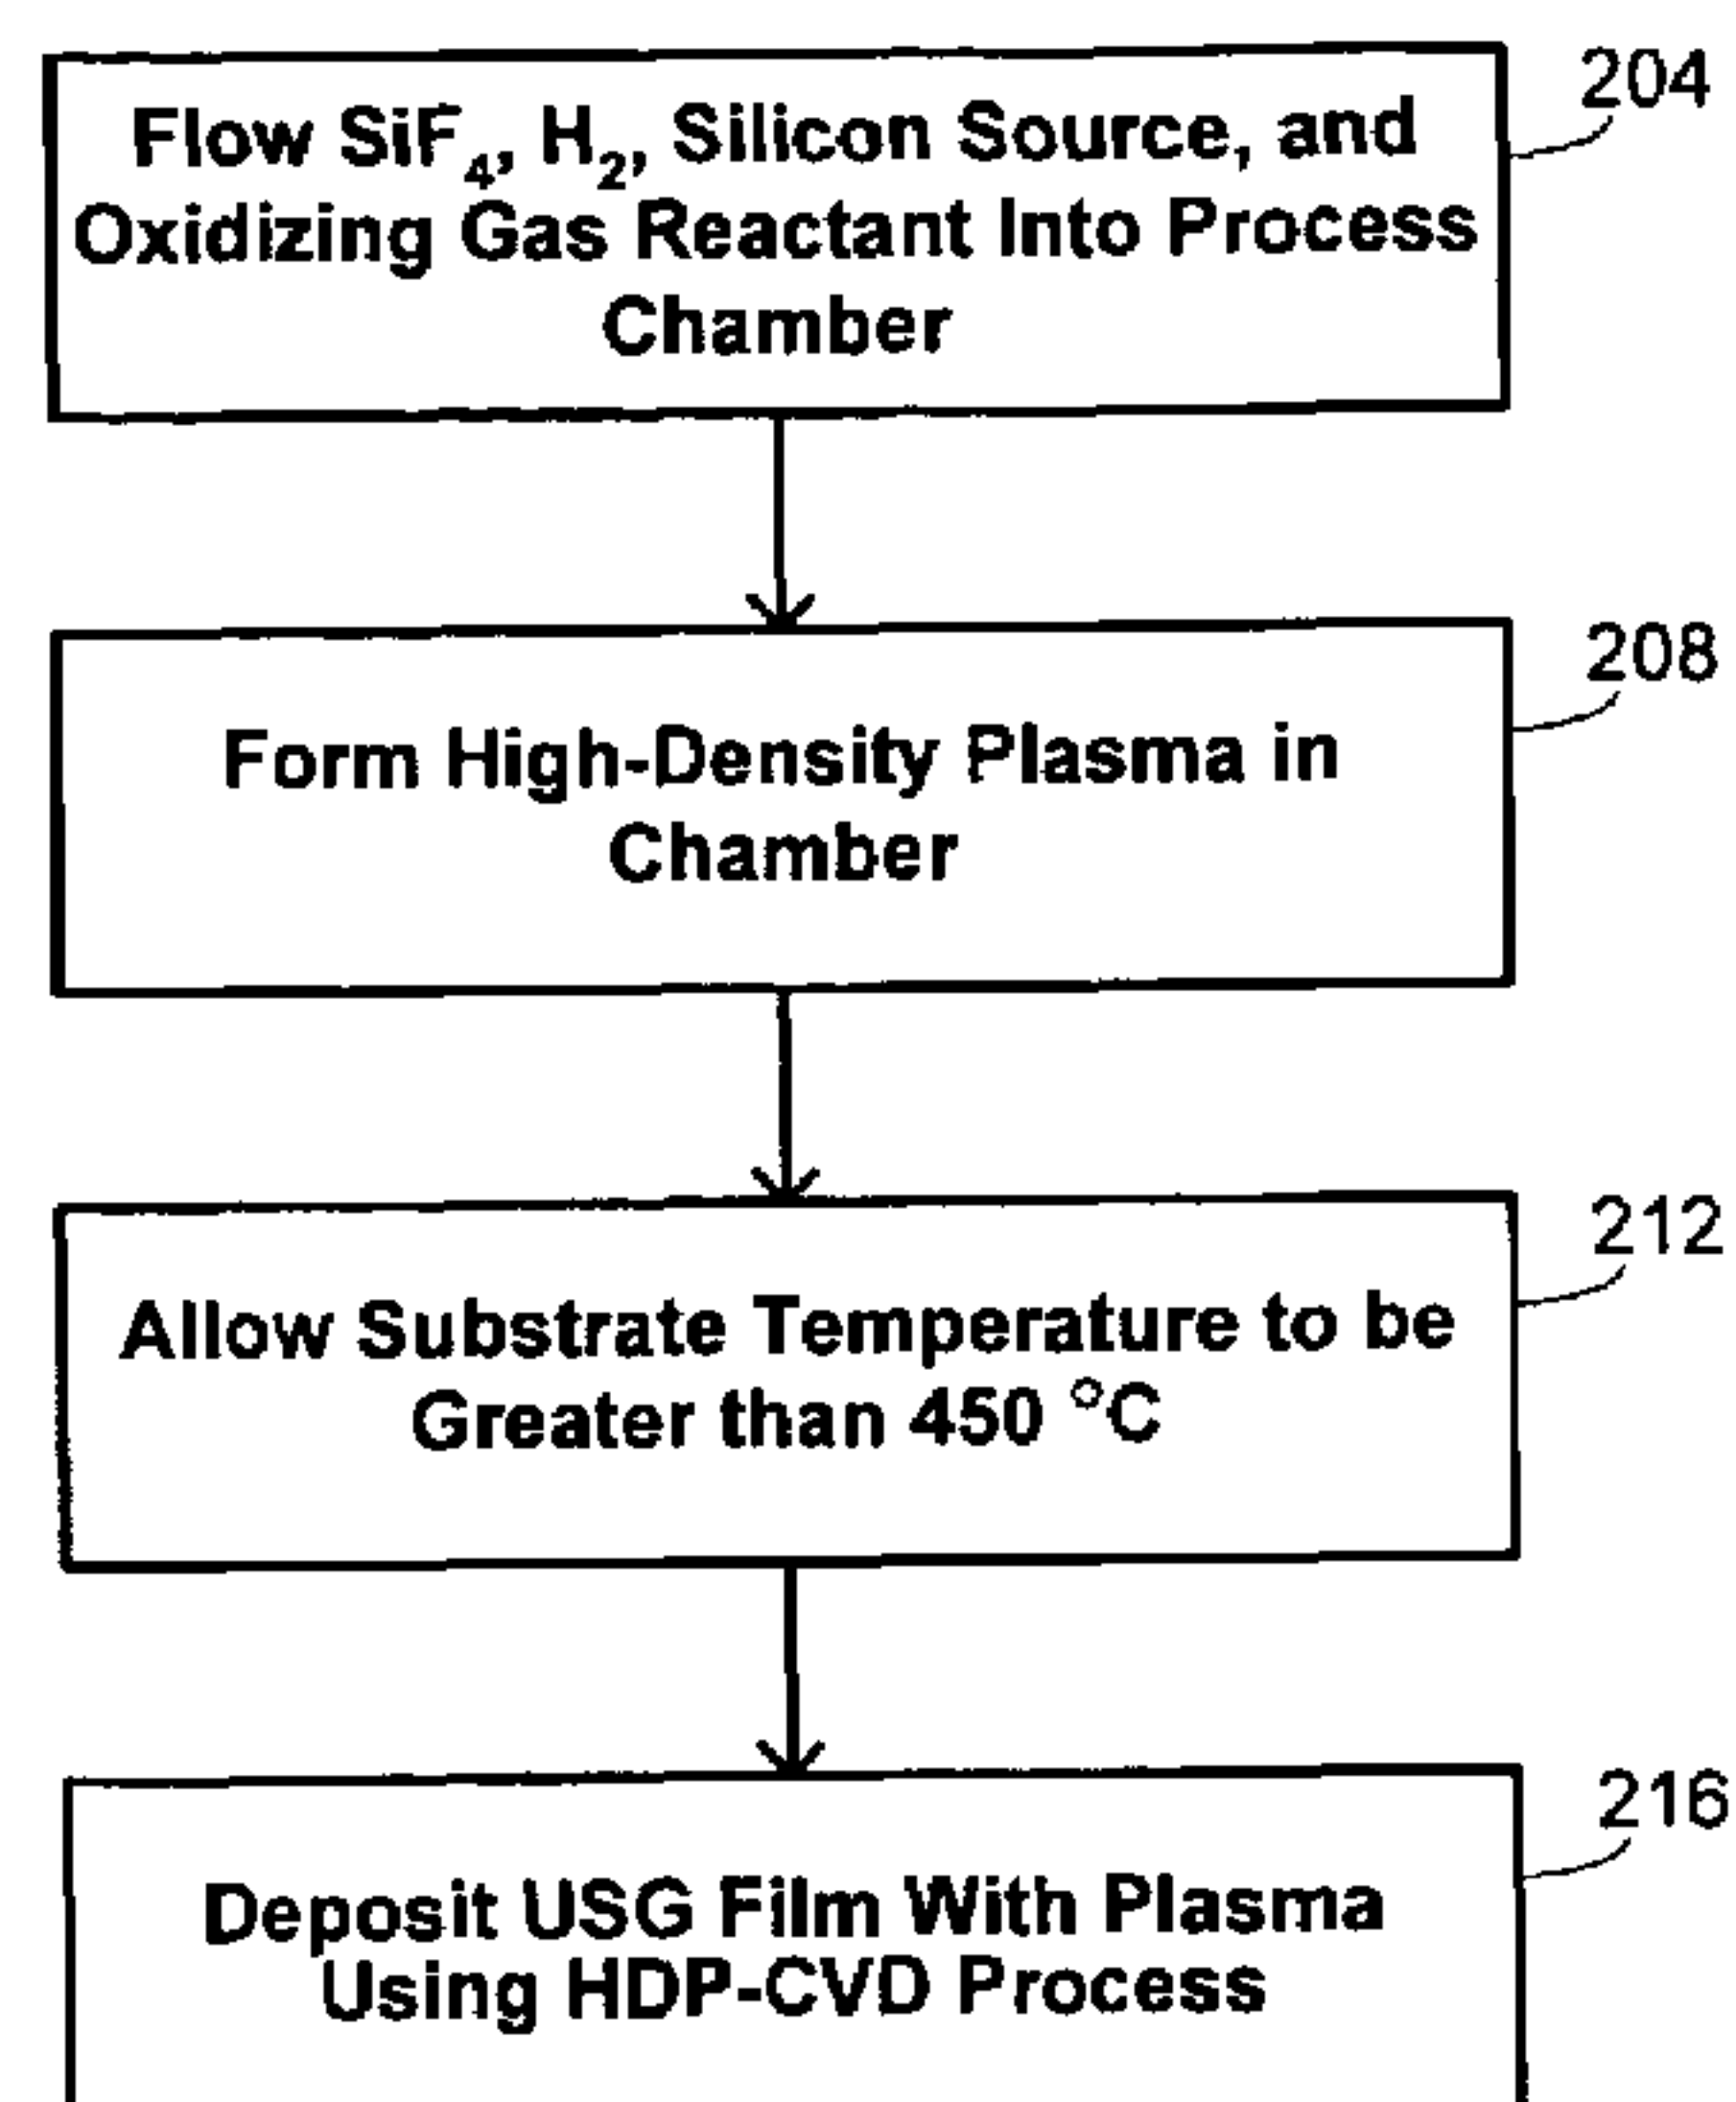 204
Flow SiF₄, H₂, Silicon Source, and
Oxidizing Gas Reactant Into Process
Chamber
208
Form High-Density Plasma in
Chamber
212
Allow Substrate Temperature to be
Greater than 450 °C
216
Deposit USG Film With Plasma
Using HDP-CVD Process